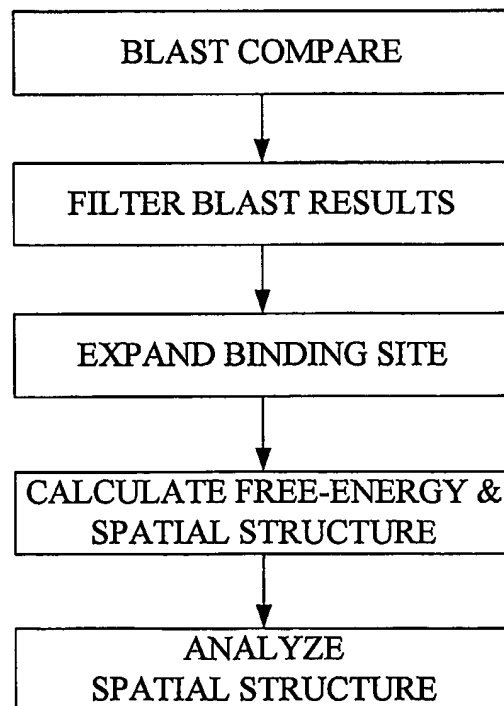 BLAST COMPARE
FILTER BLAST RESULTS
EXPAND BINDING SITE
CALCULATE FREE-ENERGY &
SPATIAL STRUCTURE
ANALYZE
SPATIAL STRUCTURE